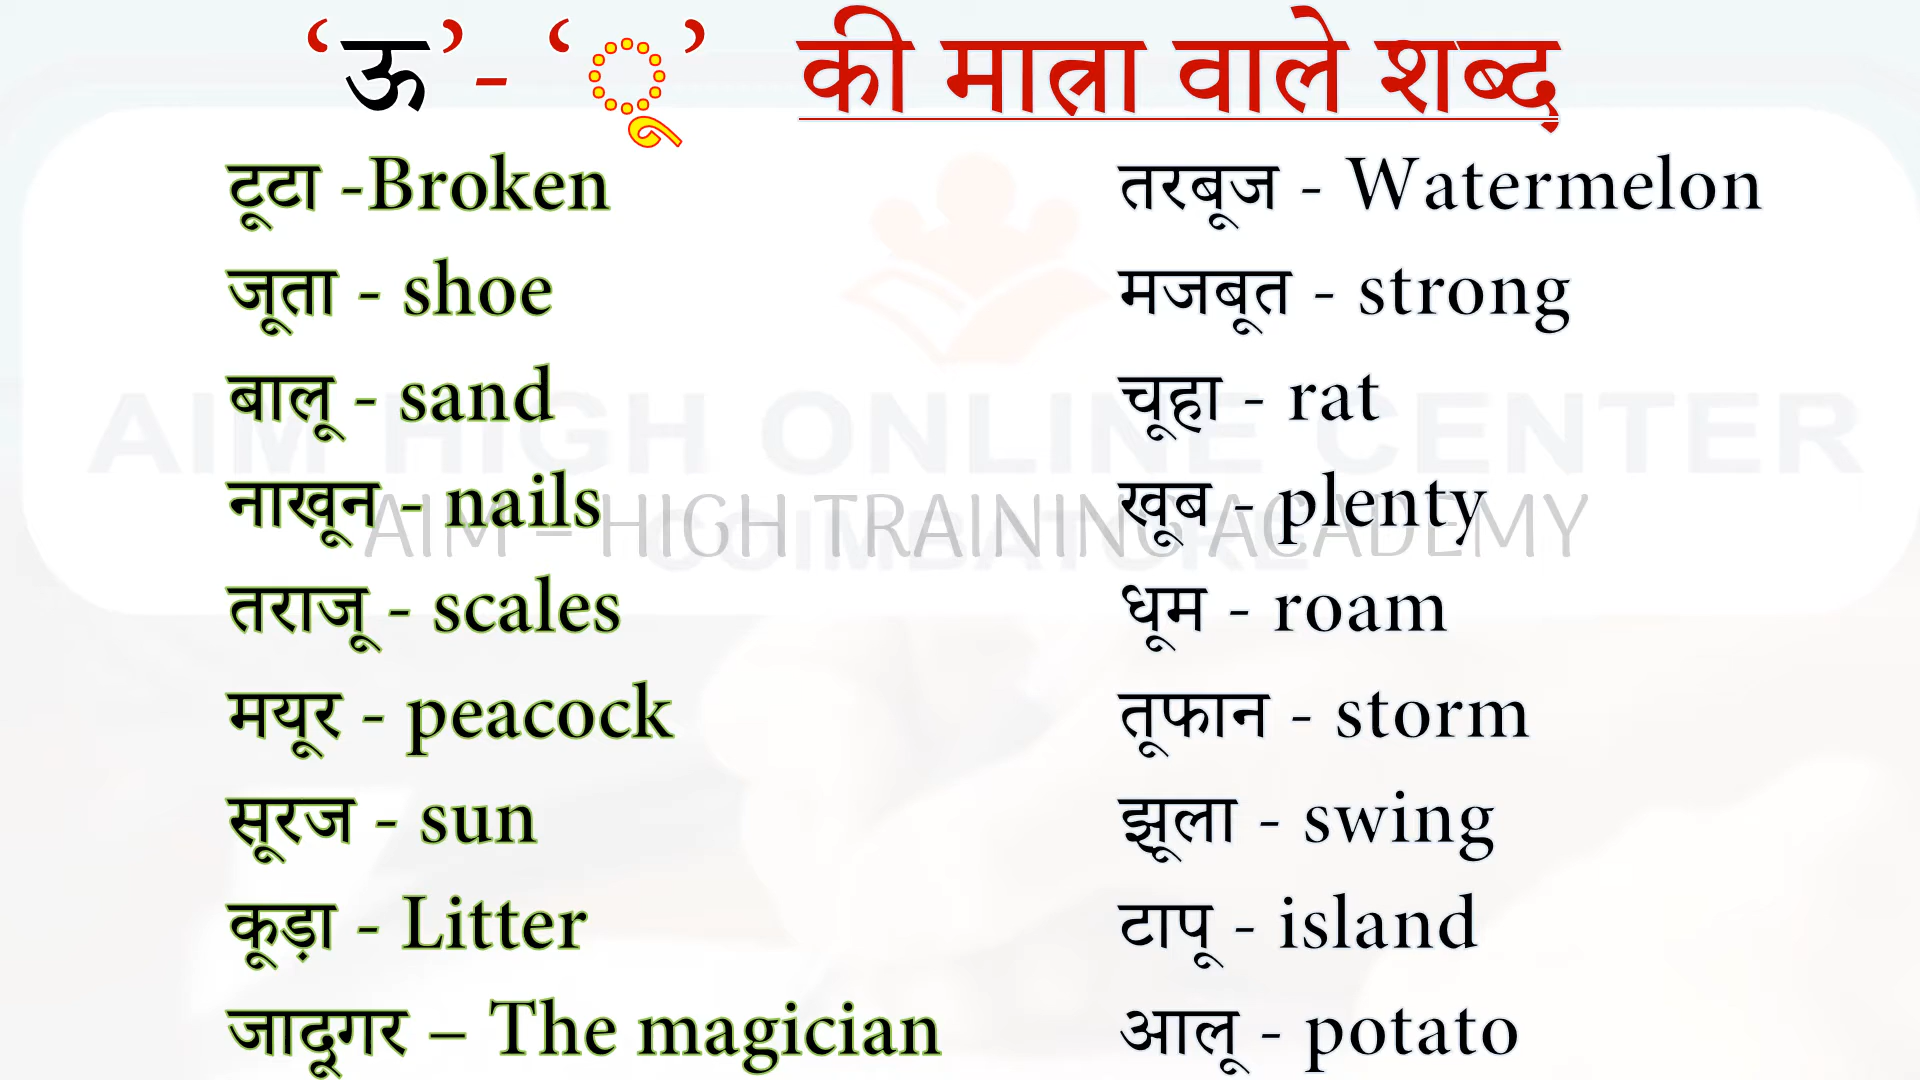 ‘ऊ’- ‘ू’ की मात्रा वाले शब्द
टूटा -Broken
जूता - shoe
बालू - sand
नाखून - nails
तराजू - scales
मयूर - peacock
सूरज - sun
कूड़ा - Litter
जादूगर – The magician
तरबूज - Watermelon
मजबूत - strong
चूहा - rat
खूब - plenty
धूम - roam
तूफान - storm
झूला - swing
टापू - island
आलू - potato
AIM HIGH ONLINE CENTER
COIMBATORE
AIM – HIGH TRAINING ACADEMY